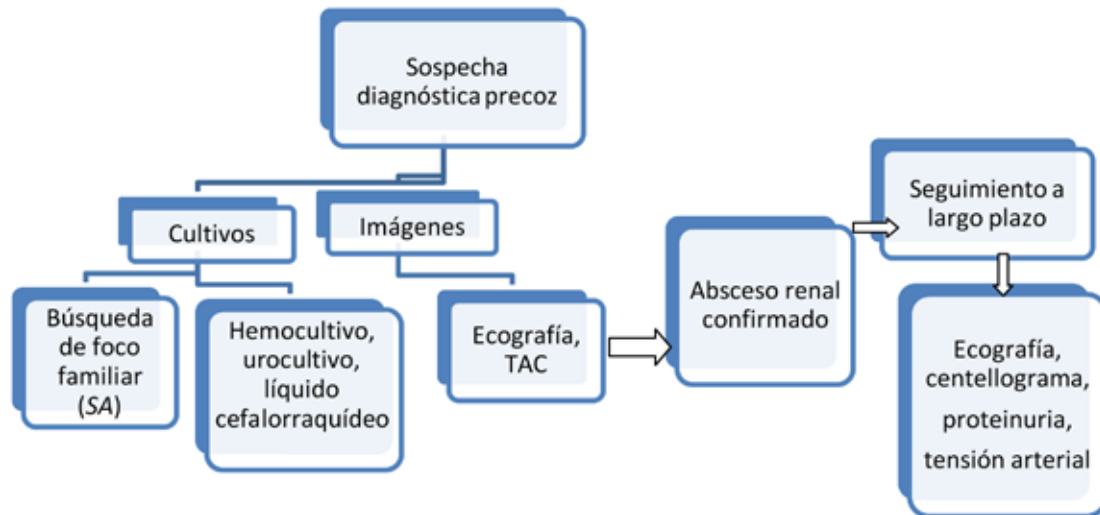 Sospecha
diagnóstica precoz
Cultivos
Imágenes
Búsqueda
de foco
familiar
(SA)
Hemocultivo,
urocultivo,
líquido
cefalorraquídeo
Ecografía,
TAC
Absceso renal
confirmado
Seguimiento a
largo plazo
Ecografía,
centellograma,
proteinuria,
tensión arterial